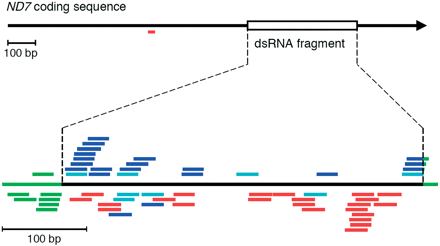 ND7 coding sequence
100 bp
dsRNA fragment
100 bp